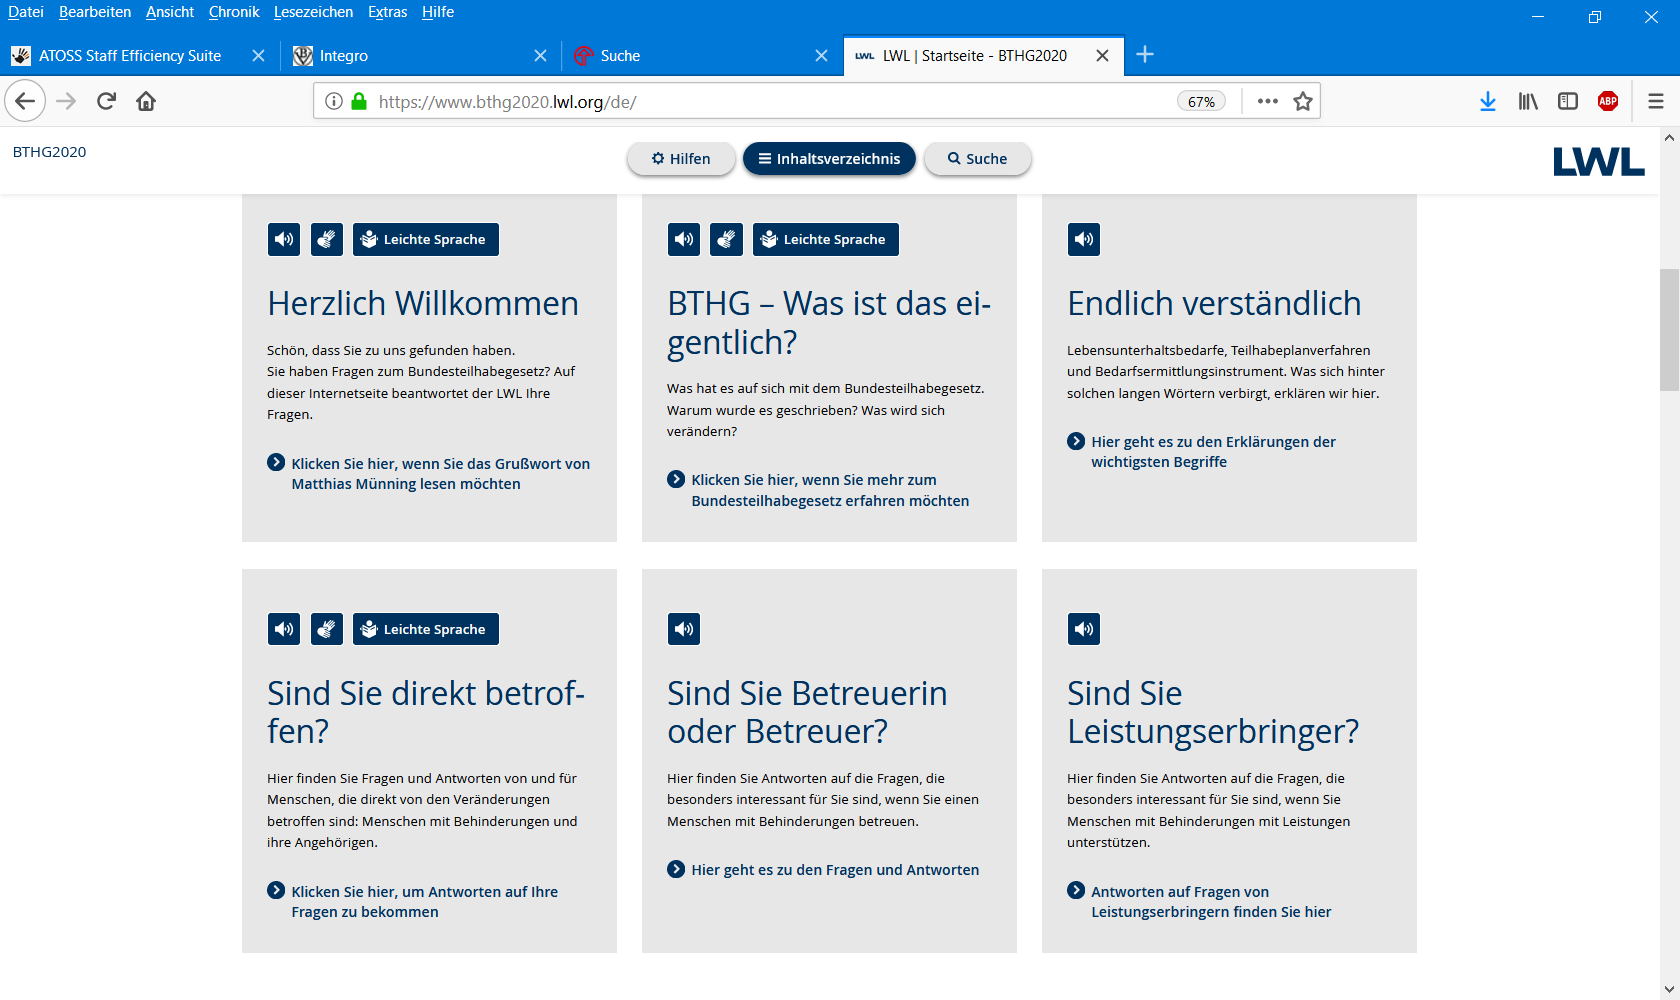 Datei Bearbeiten Ansicht Chronik Lesezeichen Extras Hilfe
ATOSS Staff Efficiency Suite
Integro
Suche
LWL LWL | Startseite - BTHG2020
https://www.bthg2020.lwl.org/de/
67%
ABP
BTHG2020
Hilfen
Inhaltsverzeichnis
Suche
LWL
Leichte Sprache
Herzlich Willkommen
Schön, dass Sie zu uns gefunden haben.
Sie haben Fragen zum Bundesteilhabegesetz? Auf
dieser Internetseite beantwortet der LWL Ihre
Fragen.
Klicken Sie hier, wenn Sie das Grußwort von
Matthias Münning lesen möchten
Leichte Sprache
BTHG – Was ist das ei-
gentlich?
Was hat es auf sich mit dem Bundesteilhabegesetz.
Warum wurde es geschrieben? Was wird sich
verändern?
Klicken Sie hier, wenn Sie mehr zum
Bundesteilhabegesetz erfahren möchten
Endlich verständlich
Lebensunterhaltsbedarfe, Teilhabeplanverfahren
und Bedarfsermittlungsinstrument. Was sich hinter
solchen langen Wörtern verbirgt, erklären wir hier.
Hier geht es zu den Erklärungen der
wichtigsten Begriffe
Leichte Sprache
Sind Sie direkt betrof-
fen?
Hier finden Sie Fragen und Antworten von und für
Menschen, die direkt von den Veränderungen
betroffen sind: Menschen mit Behinderungen und
ihre Angehörigen.
Klicken Sie hier, um Antworten auf Ihre
Fragen zu bekommen
Sind Sie Betreuerin
oder Betreuer?
Hier finden Sie Antworten auf die Fragen, die
besonders interessant für Sie sind, wenn Sie einen
Menschen mit Behinderungen betreuen.
Hier geht es zu den Fragen und Antworten
Sind Sie
Leistungserbringer?
Hier finden Sie Antworten auf die Fragen, die
besonders interessant für Sie sind, wenn Sie
Menschen mit Behinderungen mit Leistungen
unterstützen.
Antworten auf Fragen von
Leistungserbringern finden Sie hier